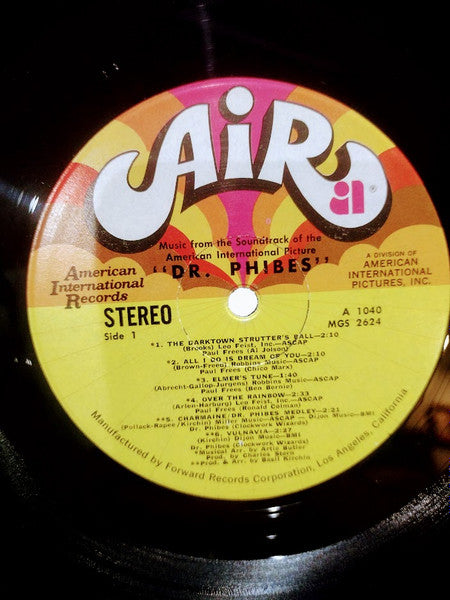 AiR
ai®
Music from the Soundtrack of the
American International Picture
"DR. PHIBES"
American
International
Records
A DIVISION OF
AMERICAN
INTERNATIONAL
PICTURES, INC.
STEREO
Side 1
A 1040
MGS 2624
*1. THE DARKTOWN STRUTTER'S BALL—2:10
(Brooks) Leo Feist, Inc.—ASCAP
Paul Frees (Al Jolson)
*2. ALL I DO IS DREAM OF YOU—2:10
(Brown-Freed) Robbins Music—ASCAP
Paul Frees (Chico Marx)
*3. ELMER'S TUNE—1:40
(Albrecht-Gallop-Jurgens) Robbins Music—ASCAP
Paul Frees (Ben Bernie)
*4. OVER THE RAINBOW—2:33
(Arlen-Harburg) Leo Feist, Inc.—ASCAP
Paul Frees (Ronald Colman)
**5. CHARMAINE DR. PHIBES MEDLEY—2:21
(Pollack-Rapee/Kirchin) Miller Music—ASCAP — Dijon Music—BMI
Dr. Phibes (Clockwork Wizards)
**6. VULNAVIA—2:27
(Kirchin) Dijon Music—BMI
Dr. Phibes (Clockwork Wizards)
*Musical Arr. by Artie Butler
Prod. by Charles Stern
**Prod. & Arr. by Basil Kirchin
Manufactured by Forward Records Corporation, Los Angeles, California